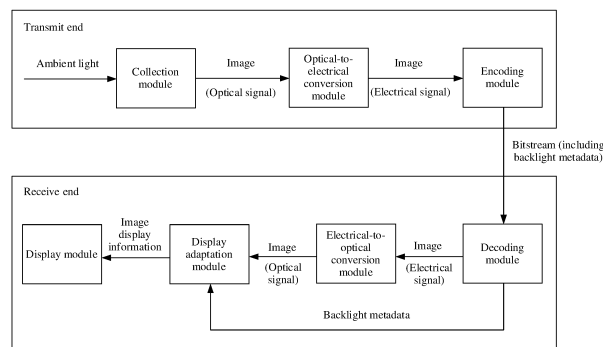 Transmit end
Ambient light
Collection
module
Image
(Optical signal)
Optical-to-
electrical
conversion
module
Image
(Electrical signal)
Encoding
module
Bitstream (including
backlight metadata)
Receive end
Display module
Image
display
information
Display
adaptation
module
Image
(Optical
signal)
Electrical-to-
optical
conversion
module
Image
(Electrical
signal)
Decoding
module
Backlight metadata